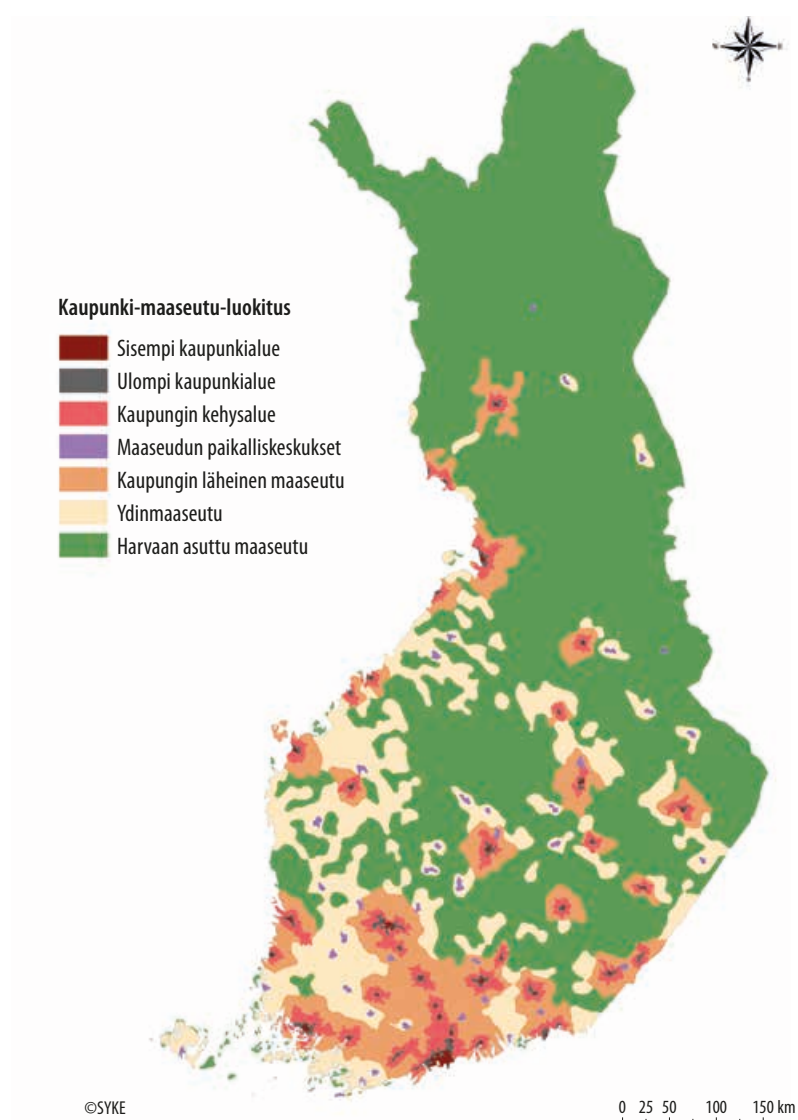 Kaupunki-maaseutu-luokitus
Sisempi kaupunkialue
Ulompi kaupunkialue
Kaupungin kehysalue
Maaseudun paikalliskeskukset
Kaupungin läheinen maaseutu
Ydinmaaseutu
Harvaan asuttu maaseutu
©SYKE
0 25 50 100 150 km